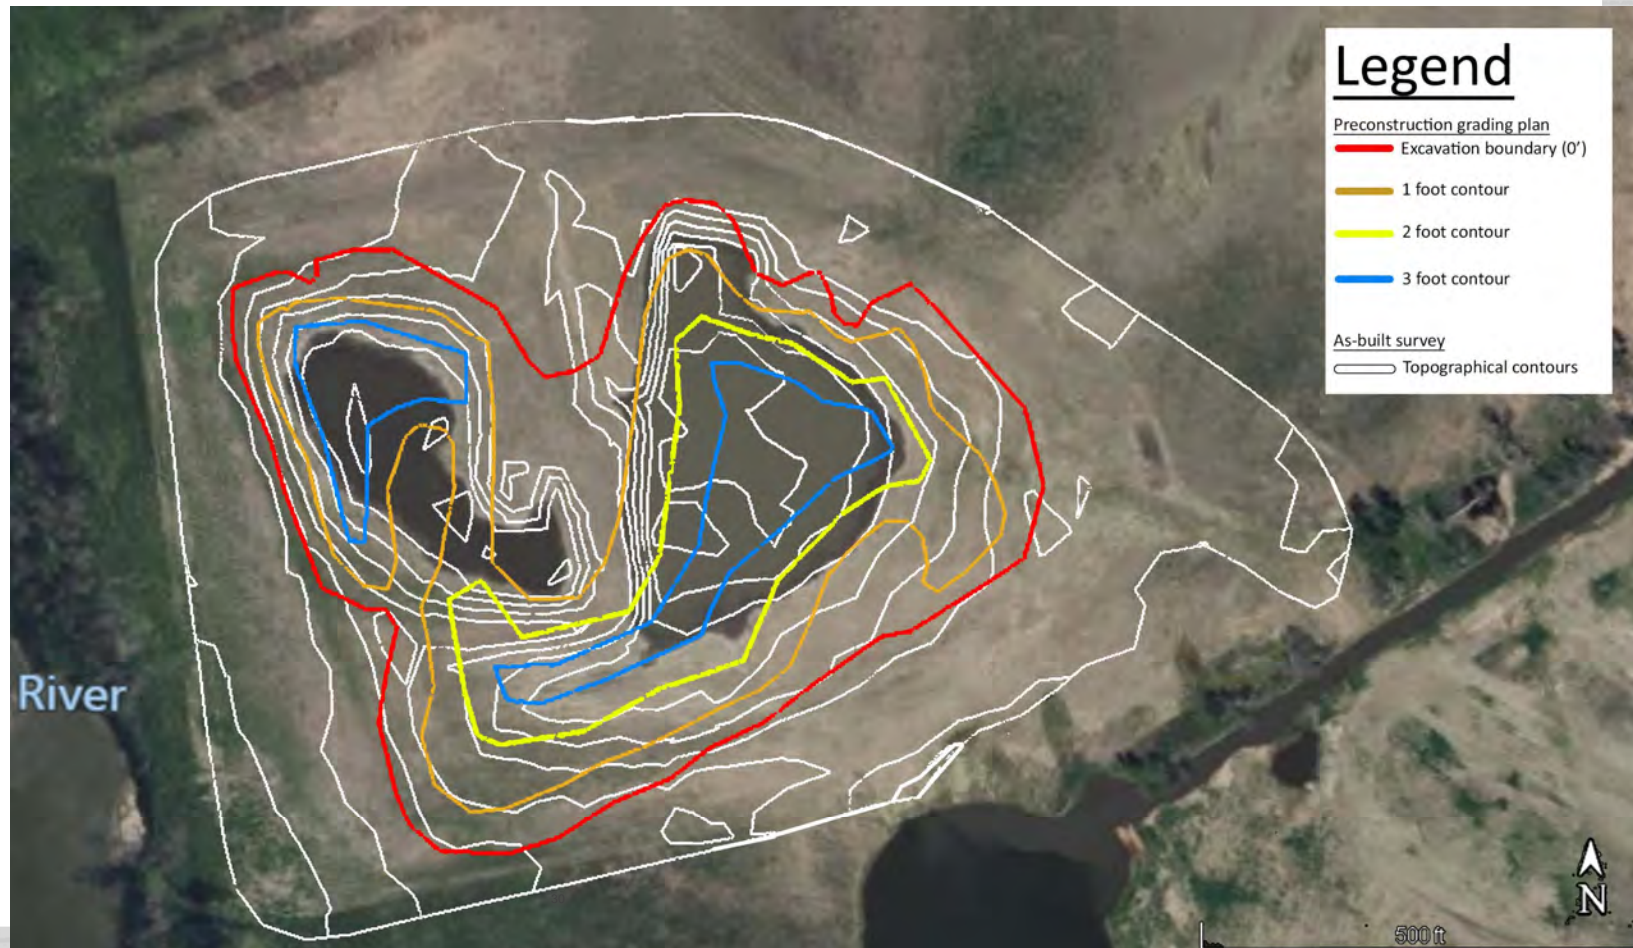 Legend
Preconstruction grading plan
Excavation boundary (0')
1 foot contour
2 foot contour
3 foot contour
As-built survey
Topographical contours
River
N
500 ft